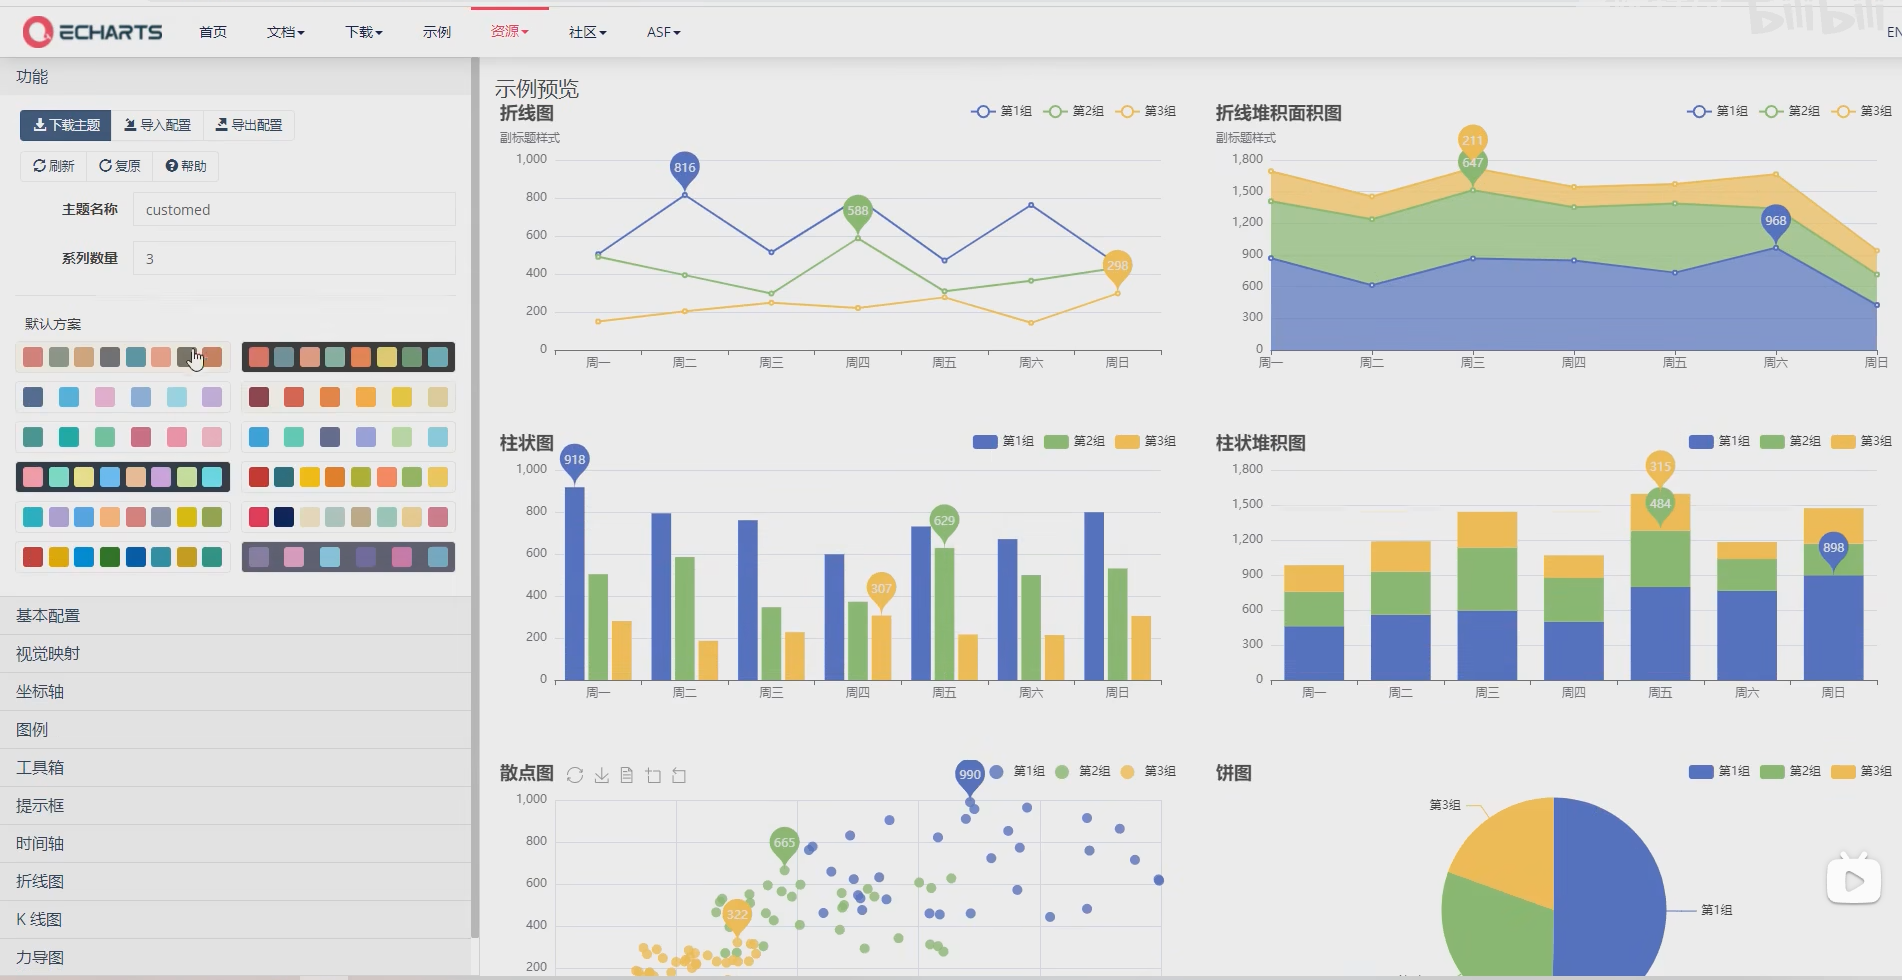 bilibili
ECHARTS 首页 文档 下载 示例 资源 社区 ASF EN
功能
下载主题 导入配置 导出配置
刷新 复原 帮助
主题名称 customed
系列数量 3
默认方案
基本配置
视觉映射
坐标轴
图例
工具箱
提示框
时间轴
折线图
K 线图
力导图
示例预览
折线图 第1组 第2组 第3组
副标题样式
1,000
800
600
400
200
0
816
588
298
周一 周二 周三 周四 周五 周六 周日
折线堆积面积图 第1组 第2组 第3组
副标题样式
1,800
1,500
1,200
900
600
300
0
211
647
968
周一 周二 周三 周四 周五 周六 周日
柱状图 第1组 第2组 第3组
1,000
800
600
400
200
0
918
629
307
周一 周二 周三 周四 周五 周六 周日
柱状堆积图 第1组 第2组 第3组
1,800
1,500
1,200
900
600
300
0
315
484
898
周一 周二 周三 周四 周五 周六 周日
散点图 第1组 第2组 第3组
1,000
800
600
400
200
990
665
322
饼图 第1组 第2组 第3组
第3组
第1组